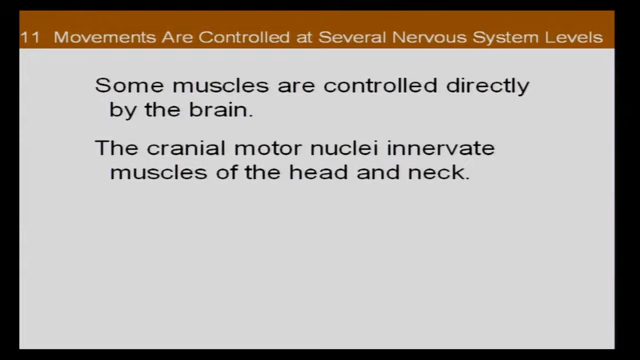 11 Movements Are Controlled at Several Nervous System Levels
Some muscles are controlled directly
by the brain.
The cranial motor nuclei innervate
muscles of the head and neck.